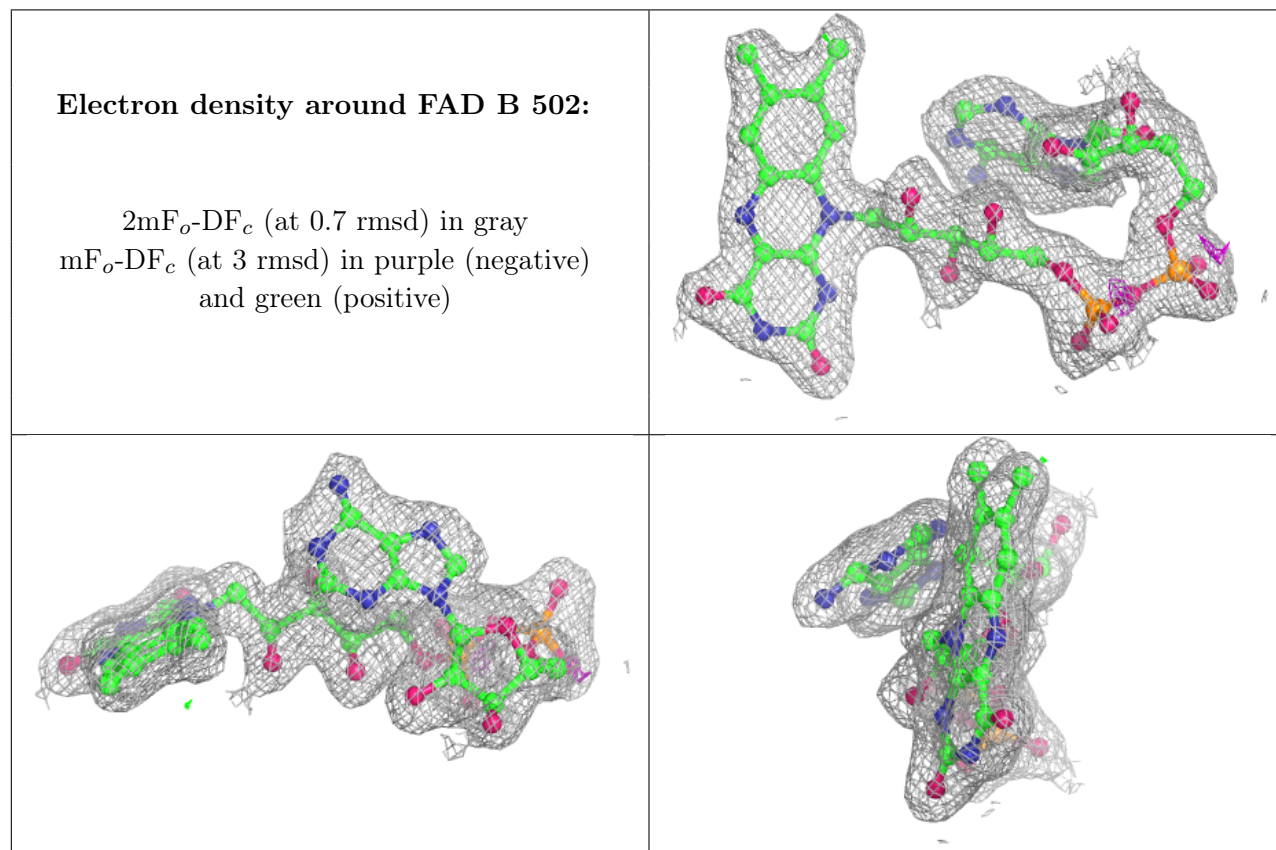 Electron density around FAD B 502:
2mFo-DFc (at 0.7 rmsd) in gray
mFo-DFc (at 3 rmsd) in purple (negative)
and green (positive)